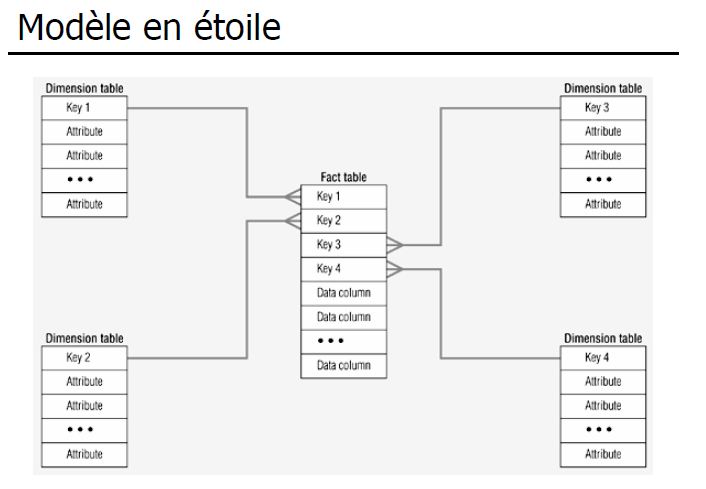 Modèle en étoile
Dimension table
Key 1
Attribute
Attribute
• • •
Attribute
Dimension table
Key 2
Attribute
Attribute
• • •
Attribute
Fact table
Key 1
Key 2
Key 3
Key 4
Data column
Data column
• • •
Data column
Dimension table
Key 3
Attribute
Attribute
• • •
Attribute
Dimension table
Key 4
Attribute
Attribute
• • •
Attribute